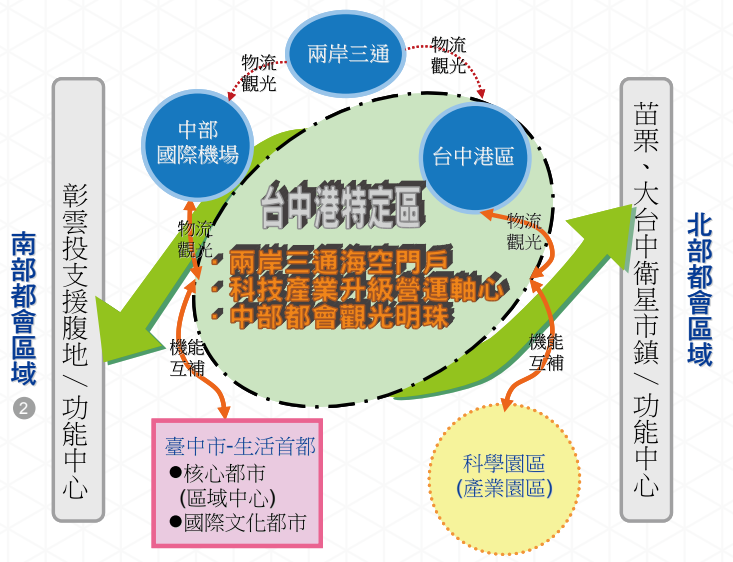 兩岸三通
物流
觀光
物流
觀光
中部
國際機場
台中港區
台中港特定區
· 兩岸三通海空門戶
· 科技產業升級營運軸心
· 中部都會觀光明珠
物流
觀光
物流
觀光
機能
互補
機能
互補
南部都會區域
2
彰雲投支援腹地/功能中心
苗栗、大台中衛星市鎮/功能中心
北部都會區域
臺中市-生活首都
●核心都市
(區域中心)
●國際文化都市
科學園區
(產業園區)